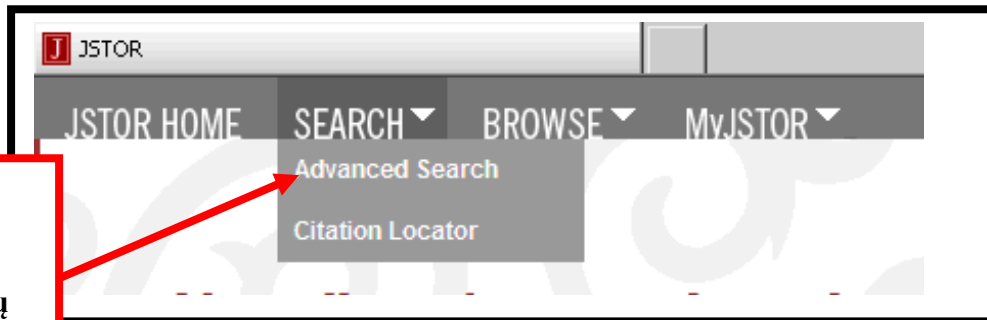 J JSTOR
JSTOR HOME SEARCH BROWSE MyJSTOR
Advanced Search
Citation Locator
ų